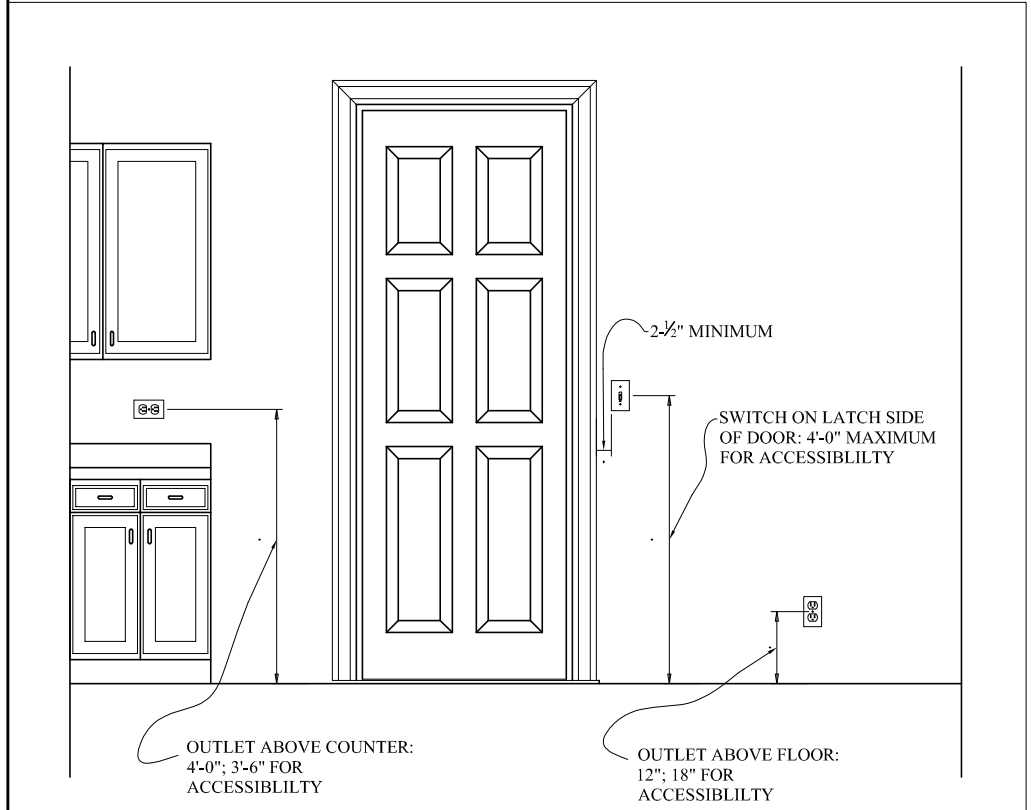 2-½" MINIMUM
SWITCH ON LATCH SIDE
OF DOOR: 4'-0" MAXIMUM
FOR ACCESSIBLILTY
OUTLET ABOVE COUNTER:
4'-0"; 3'-6" FOR
ACCESSIBLILTY
OUTLET ABOVE FLOOR:
12"; 18" FOR
ACCESSIBLILTY